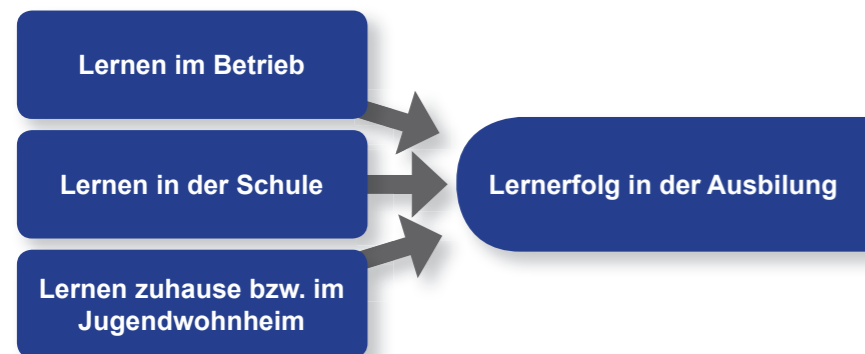 Lernen im Betrieb
Lernen in der Schule
Lernen zuhause bzw. im
Jugendwohnheim
Lernerfolg in der Ausbilung